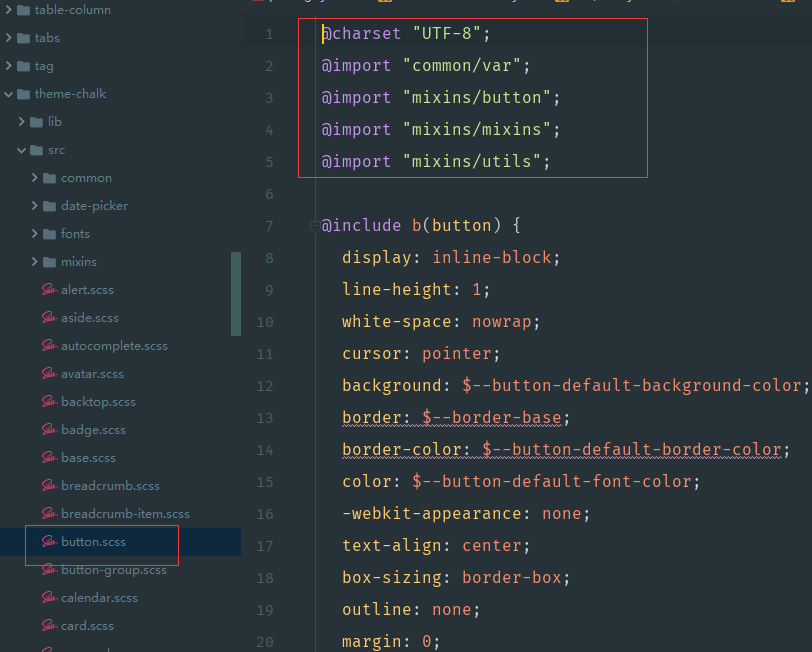 table-column
tabs
tag
theme-chalk
lib
src
common
date-picker
fonts
mixins
alert.scss
aside.scss
autocomplete.scss
avatar.scss
backtop.scss
badge.scss
base.scss
breadcrumb.scss
breadcrumb-item.scss
button.scss
button-group.scss
calendar.scss
card.scss
1 @charset "UTF-8";
2 @import "common/var";
3 @import "mixins/button";
4 @import "mixins/mixins";
5 @import "mixins/utils";
6
7 @include b(button) {
8 display: inline-block;
9 line-height: 1;
10 white-space: nowrap;
11 cursor: pointer;
12 background: $--button-default-background-color;
13 border: $--border-base;
14 border-color: $--button-default-border-color;
15 color: $--button-default-font-color;
16 -webkit-appearance: none;
17 text-align: center;
18 box-sizing: border-box;
19 outline: none;
20 margin: 0;